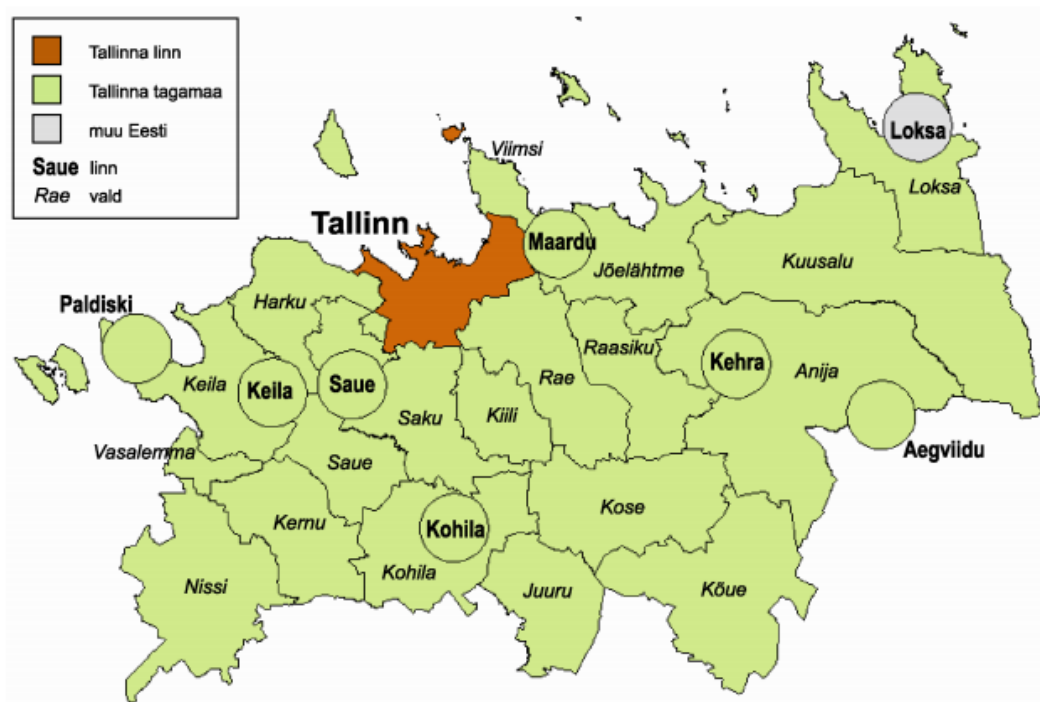 Tallinna linn
Tallinna tagamaa
muu Eesti
Saue linn
Rae vald
Loksa
Viimsi
Loksa
Tallinn
Maardu
Jõelähtme
Kuusalu
Harku
Paldiski
Raasiku
Kehra
Keila
Keila
Saue
Rae
Anija
Saku
Kiili
Vasalemma
Saue
Aegviidu
Kernu
Kohila
Kose
Kohila
Nissi
Juuru
Kõue